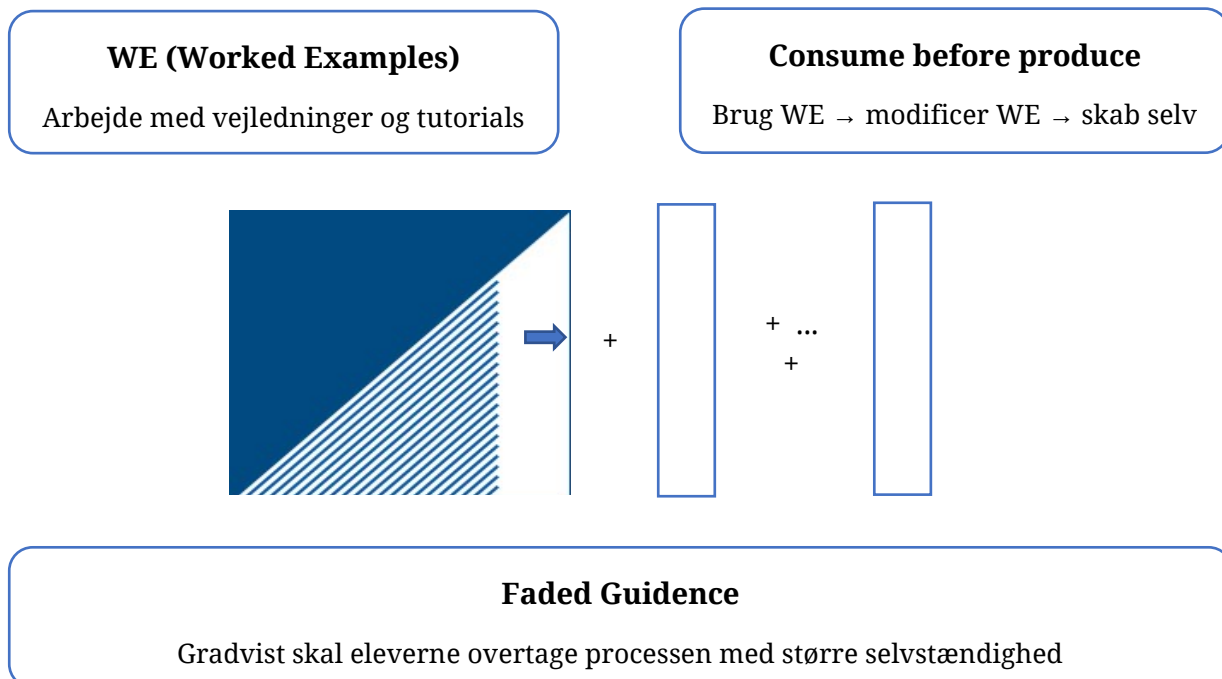 WE (Worked Examples)
Arbejde med vejledninger og tutorials
Consume before produce
Brug WE → modificer WE → skab selv
+
+ ...
+
Faded Guidence
Gradvist skal eleverne overtage processen med større selvstændighed